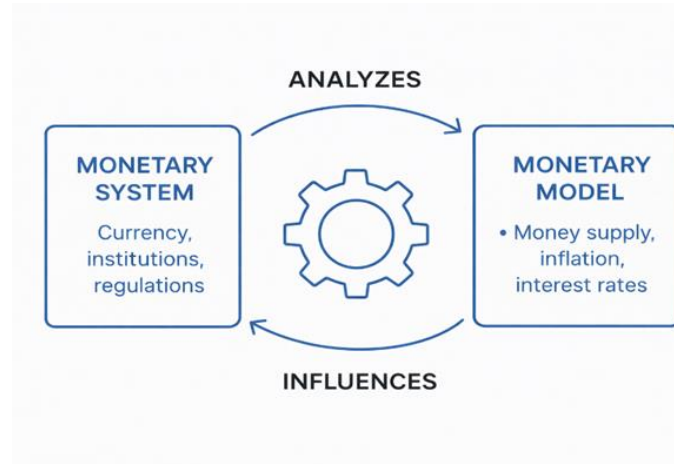 ANALYZES
MONETARY
SYSTEM
Currency,
institutions,
regulations
MONETARY
MODEL
• Money supply,
inflation,
interest rates
INFLUENCES